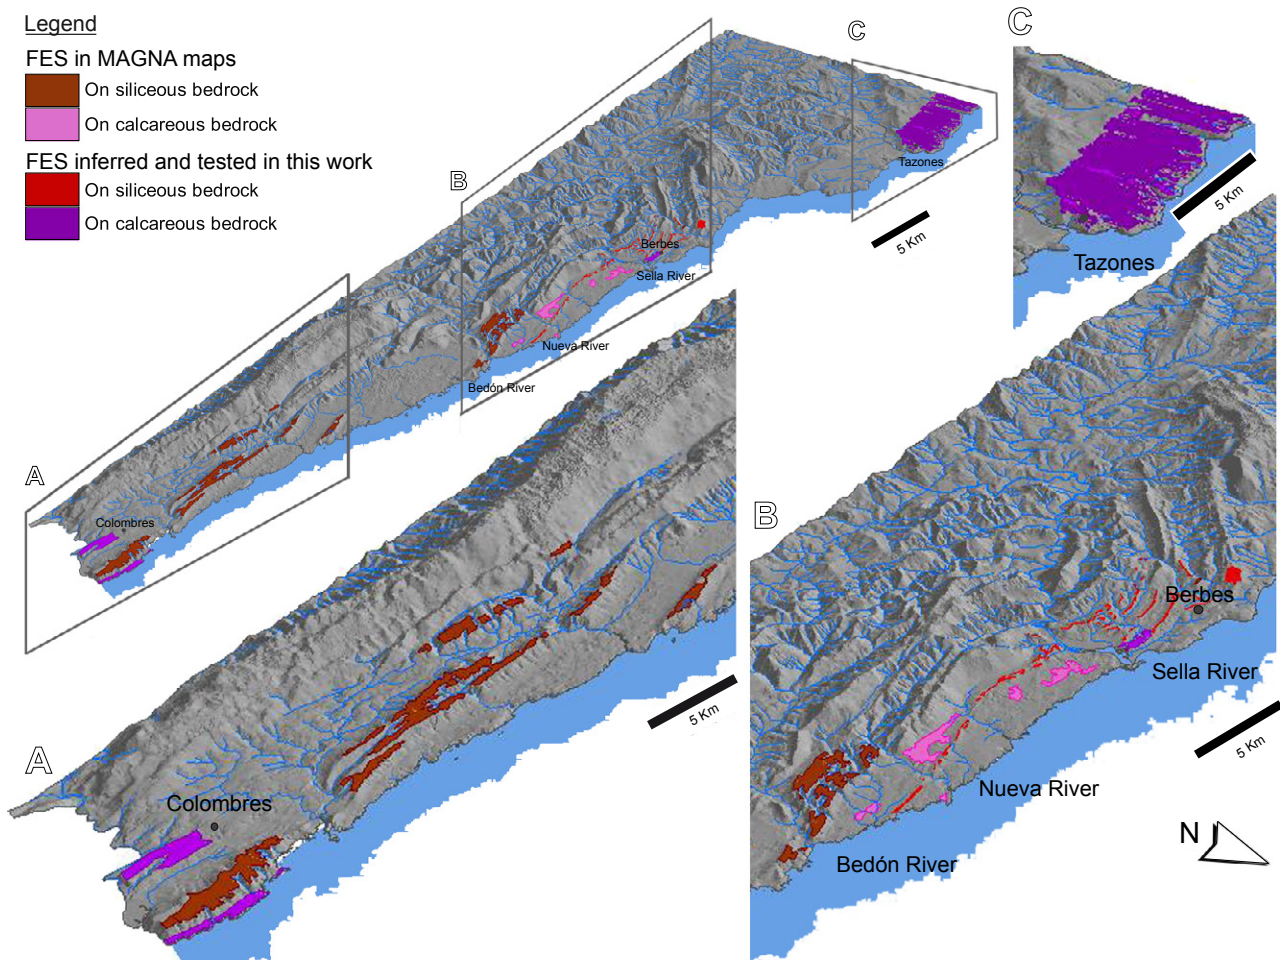 Legend
FES in MAGNA maps
On siliceous bedrock
On calcareous bedrock
FES inferred and tested in this work
On siliceous bedrock
On calcareous bedrock
A
B
C
Colombres
Bedón River
Nueva River
Sella River
Berbes
Tazones
5 Km
C
5 Km
Tazones
A
Colombres
5 Km
B
Berbes
Sella River
Nueva River
Bedón River
5 Km
N